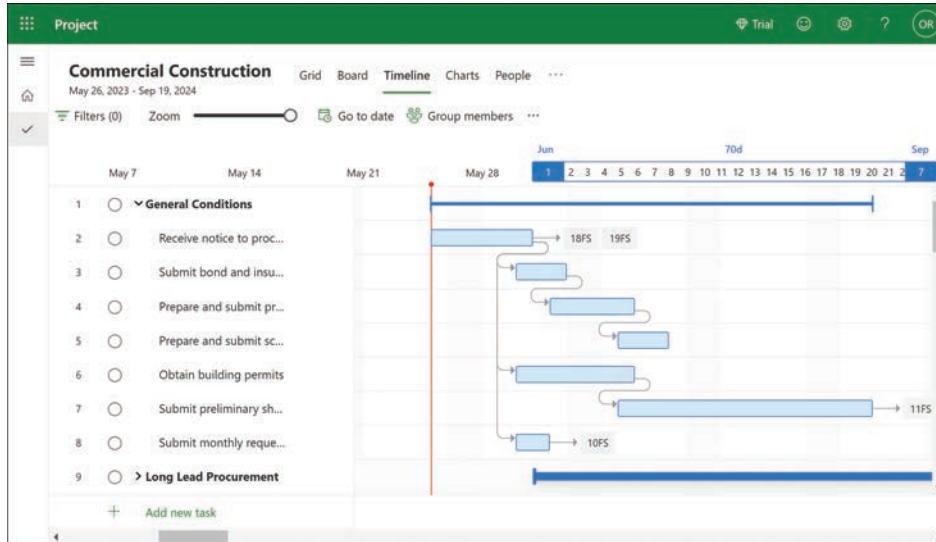 Project
Trial
?
OR
Commercial Construction
Grid Board Timeline Charts People ...
May 26, 2023 - Sep 19, 2024
Filters (0) Zoom Go to date Group members ...
Jun 70d Sep
May 7 May 14 May 21 May 28 1 2 3 4 5 6 7 8 9 10 11 12 13 14 15 16 17 18 19 20 21 2 7
1 General Conditions
2 Receive notice to proc... 18FS 19FS
3 Submit bond and insu...
4 Prepare and submit pr...
5 Prepare and submit sc...
6 Obtain building permits
7 Submit preliminary sh... 11FS
8 Submit monthly reque... 10FS
9 Long Lead Procurement
+ Add new task